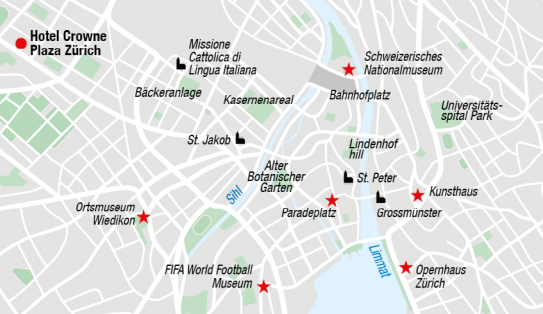 Hotel Crowne
Plaza Zürich
Missione
Cattolica di
Lingua Italiana
Schweizerisches
Nationalmuseum
Bäckeranlage
Kasernenareal
Bahnhofplatz
Universitäts-
spital Park
St. Jakob
Lindenhof
hill
Alter
Botanischer
Garten
St. Peter
Kunsthaus
Sihl
Ortsmuseum
Wiedikon
Paradeplatz
Grossmünster
Limmat
FIFA World Football
Museum
Opernhaus
Zürich